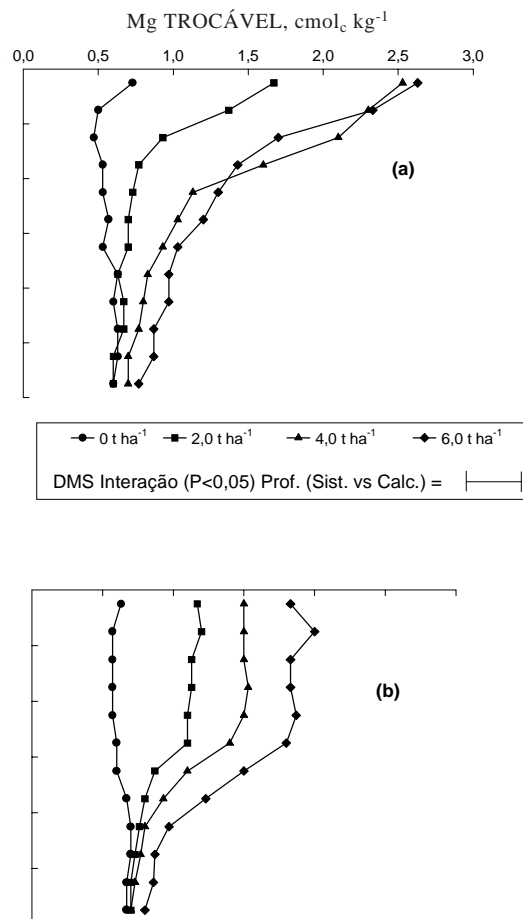 Mg TROCÁVEL, cmolc kg-1
0,0 0,5 1,0 1,5 2,0 2,5 3,0
(a)
0 t ha-1 2,0 t ha-1 4,0 t ha-1 6,0 t ha-1
DMS Interação (P<0,05) Prof. (Sist. vs Calc.) =
(b)